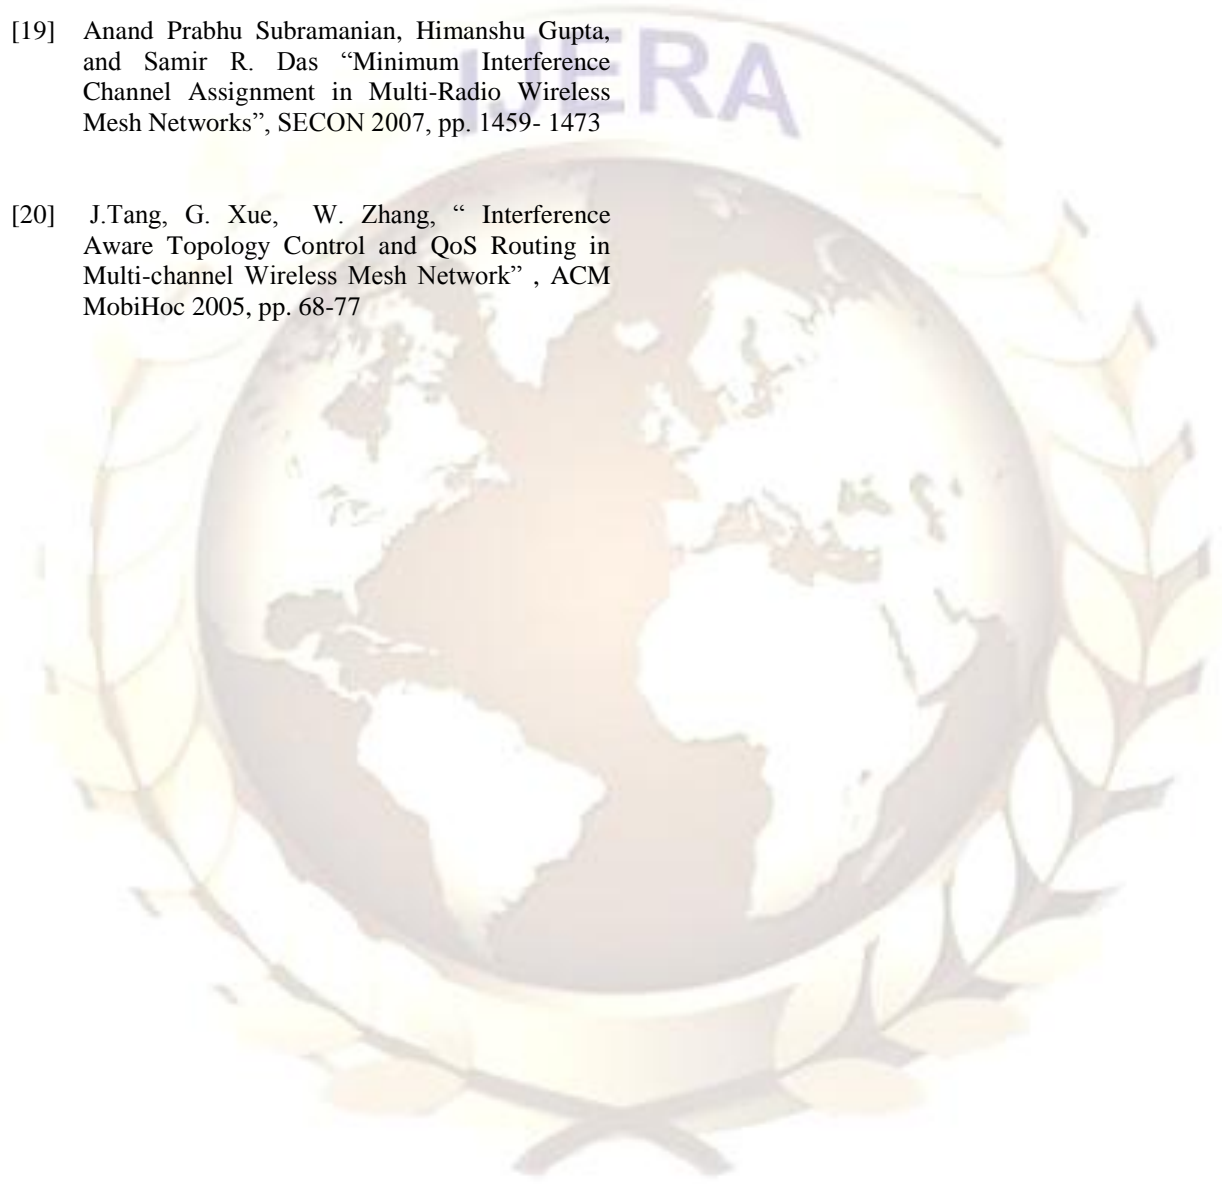 [19] Anand Prabhu Subramanian, Himanshu Gupta,
and Samir R. Das “Minimum Interference
Channel Assignment in Multi-Radio Wireless
Mesh Networks”, SECON 2007, pp. 1459- 1473
[20] J.Tang, G. Xue, W. Zhang, “ Interference
Aware Topology Control and QoS Routing in
Multi-channel Wireless Mesh Network” , ACM
MobiHoc 2005, pp. 68-77
IJERA